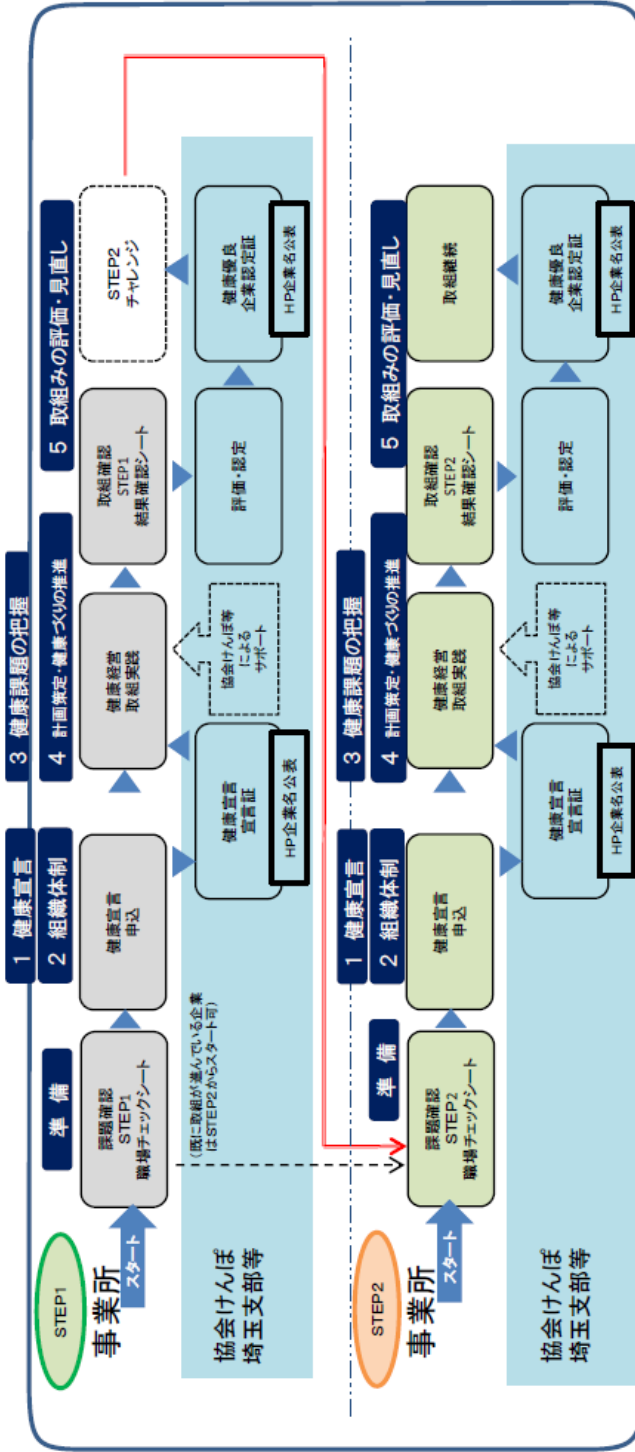 STEP1
事業所
スタート
準 備
課題確認
STEP1
職場チェックシート
1 健康宣言
2 組織体制
健康宣言
申込
3 健康課題の把握
4 計画策定・健康づくりの推進
健康経営
取組実践
5 取組みの評価・見直し
取組確認
STEP1
結果確認シート
STEP2
チャレンジ
(既に取組が進んでいる企業
はSTEP2からスタート可)
協会けんぽ
埼玉支部等
健康宣言
宣言証
HP企業名公表
協会けんぽ等
による
サポート
評価・認定
健康優良
企業認定証
HP企業名公表
STEP2
事業所
スタート
準 備
課題確認
STEP2
職場チェックシート
1 健康宣言
2 組織体制
健康宣言
申込
3 健康課題の把握
4 計画策定・健康づくりの推進
健康経営
取組実践
5 取組みの評価・見直し
取組確認
STEP2
結果確認シート
取組継続
協会けんぽ
埼玉支部等
健康宣言
宣言証
HP企業名公表
協会けんぽ等
による
サポート
評価・認定
健康優良
企業認定証
HP企業名公表